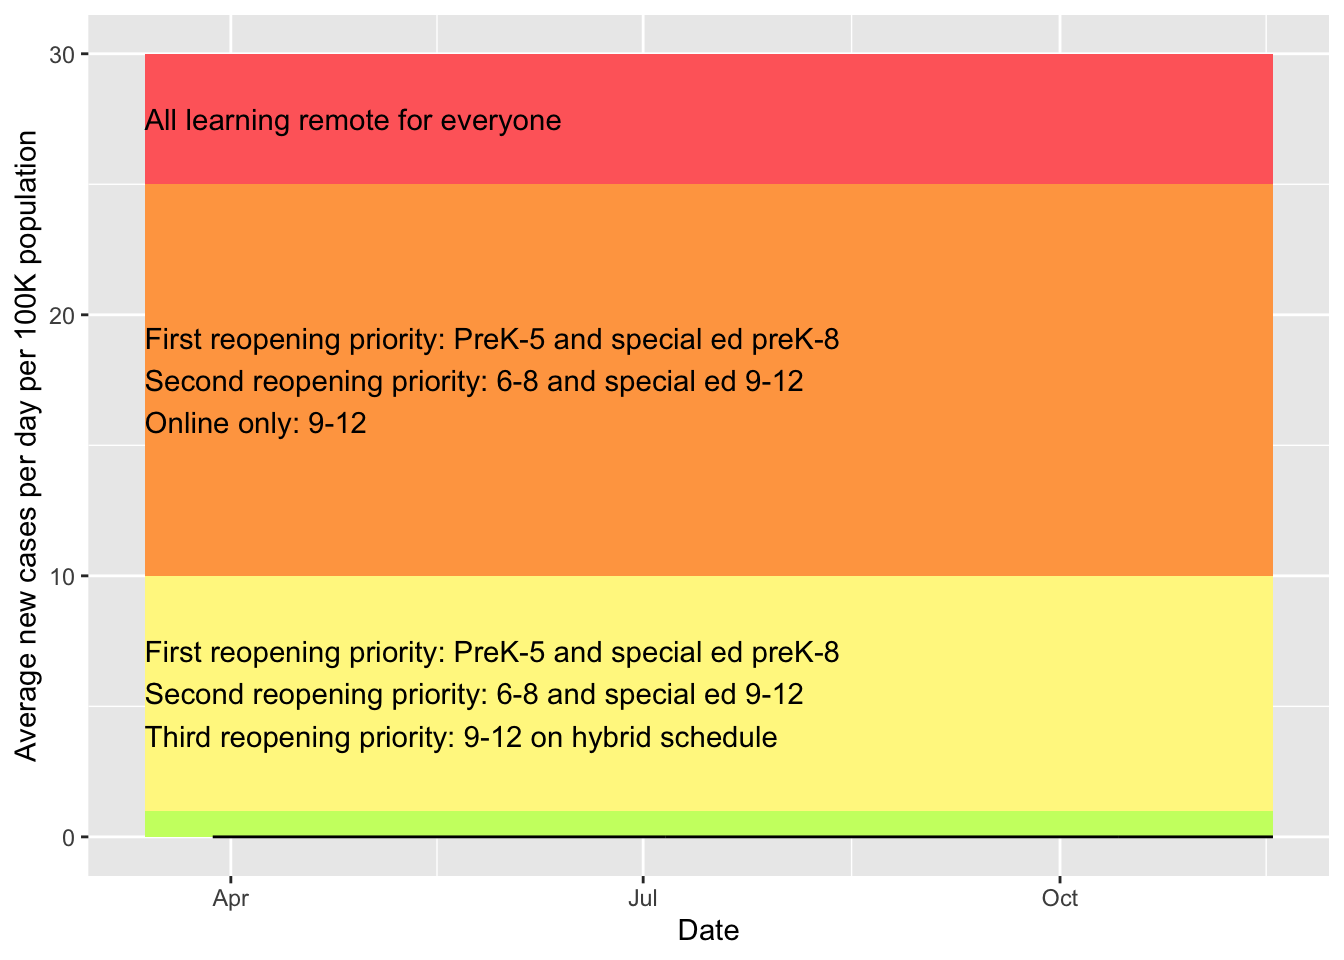 30
All learning remote for everyone
Average new cases per day per 100K population
20
First reopening priority: PreK-5 and special ed preK-8
Second reopening priority: 6-8 and special ed 9-12
Online only: 9-12
10
First reopening priority: PreK-5 and special ed preK-8
Second reopening priority: 6-8 and special ed 9-12
Third reopening priority: 9-12 on hybrid schedule
0
Apr
Jul
Oct
Date